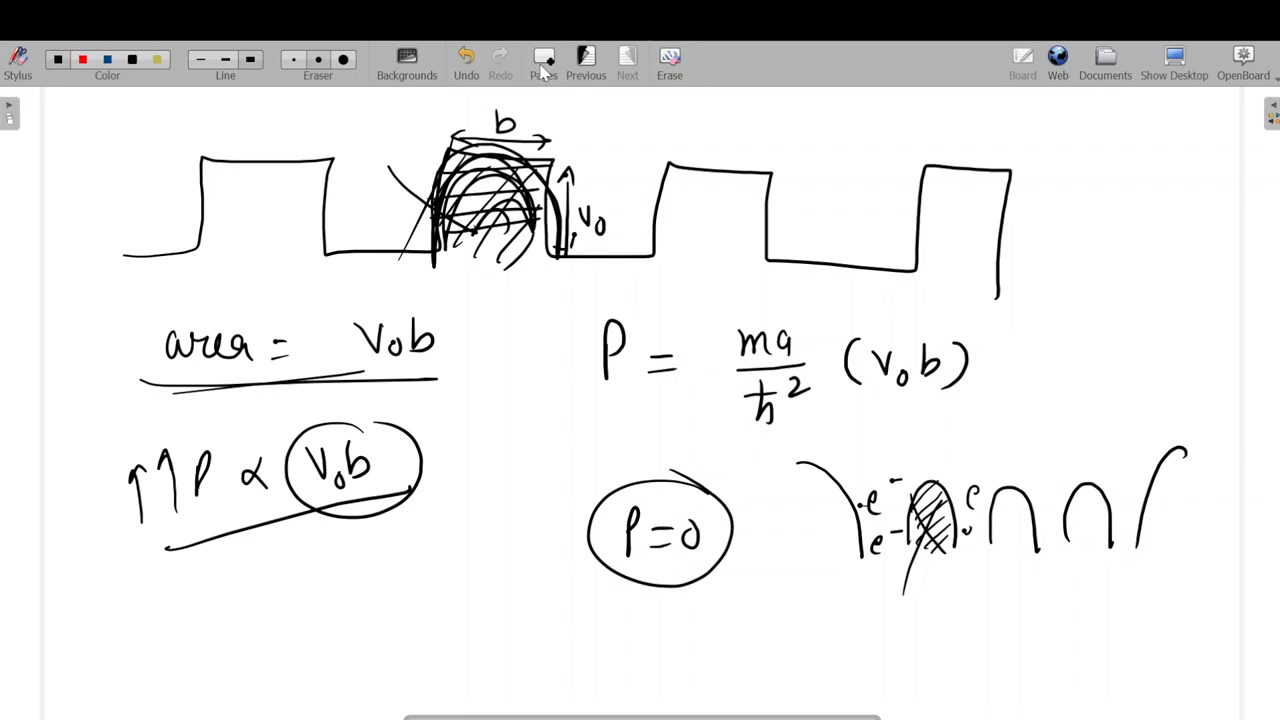 Stylus Color Line Eraser Backgrounds Undo Redo Pages Previous Next Erase Board Web Documents Show Desktop OpenBoard
b
V₀
area = V₀b
P = ma/ħ² (V₀b)
↑↑ P ∝ V₀b
P=0
e⁻ e
e⁻